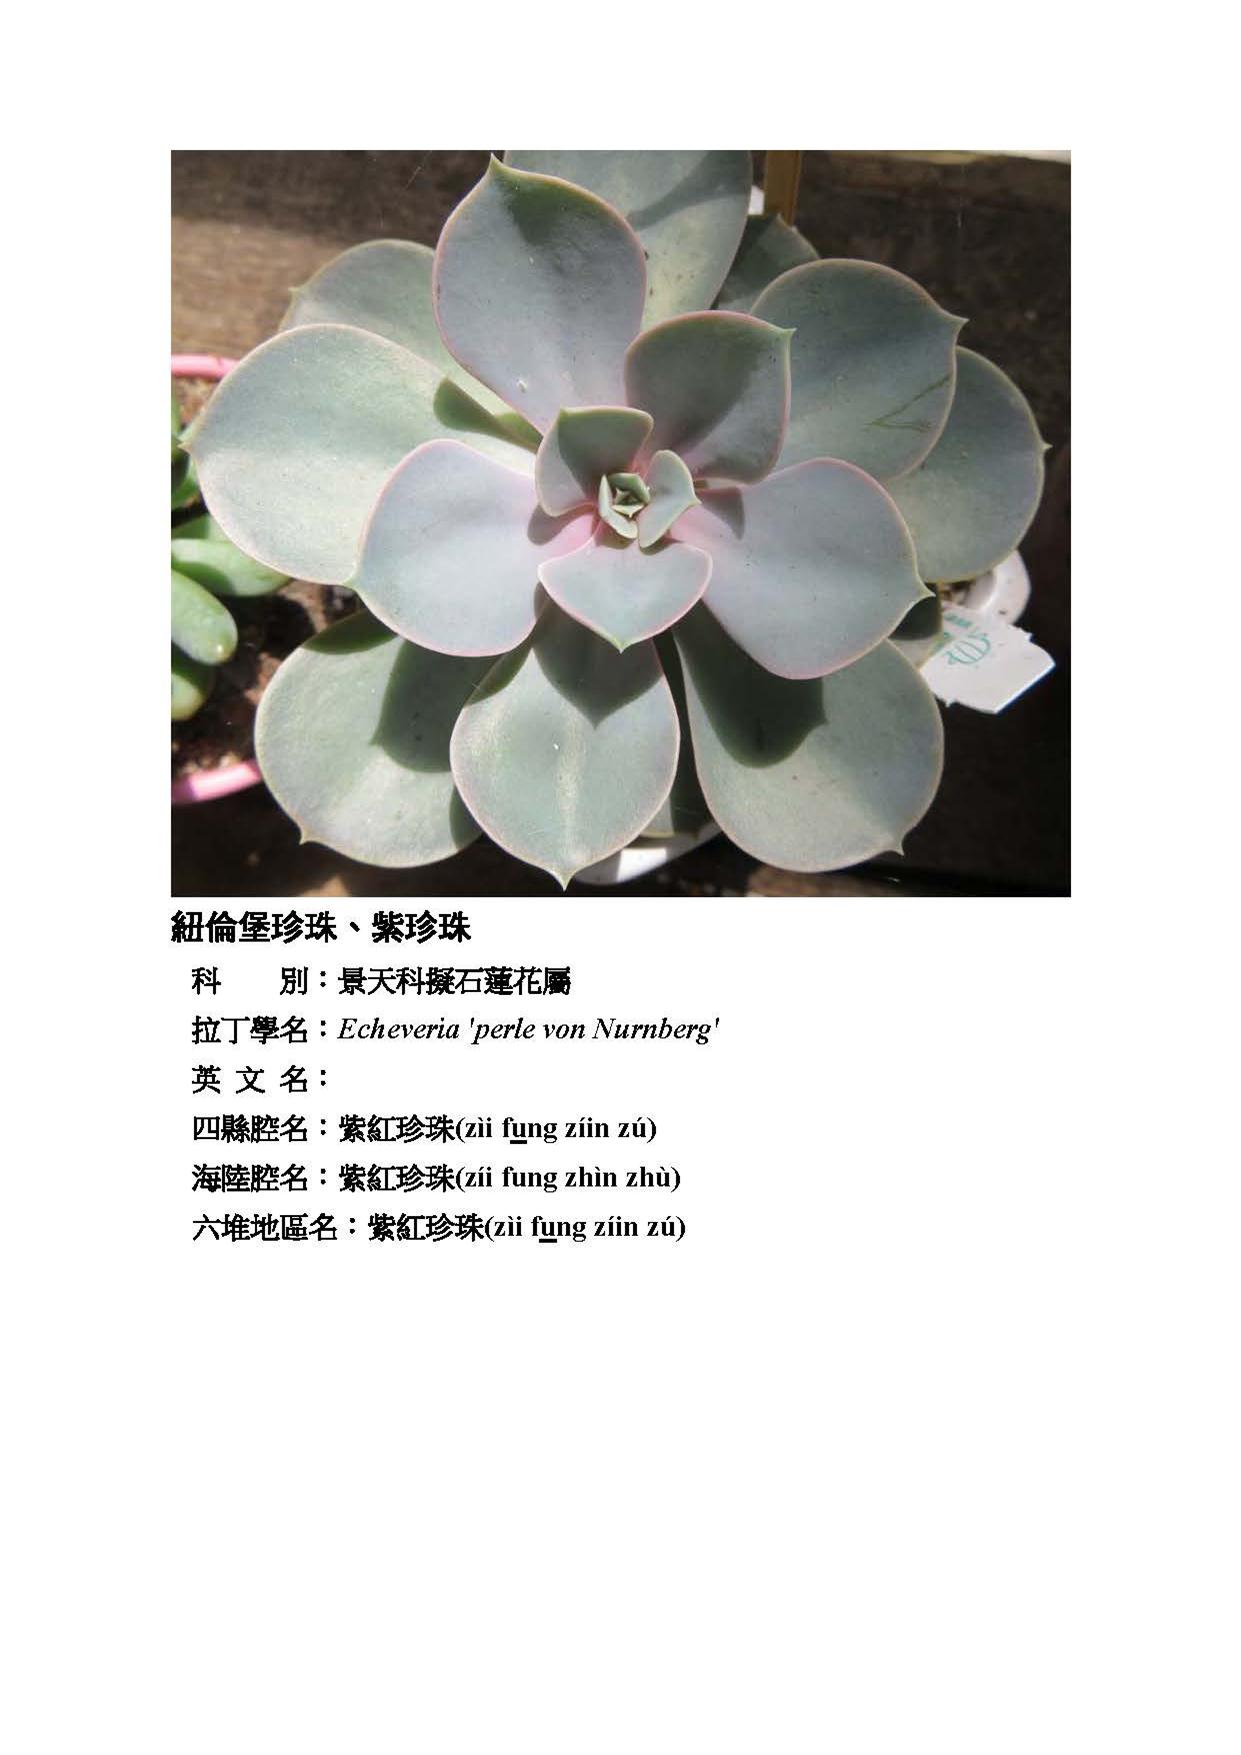 紐倫堡珍珠、紫珍珠
科　　別：景天科擬石蓮花屬
拉丁學名：Echeveria 'perle von Nurnberg'
英 文 名：
四縣腔名：紫紅珍珠(zìi fung zíin zú)
海陸腔名：紫紅珍珠(zíi fung zhìn zhù)
六堆地區名：紫紅珍珠(zìi fung zíin zú)